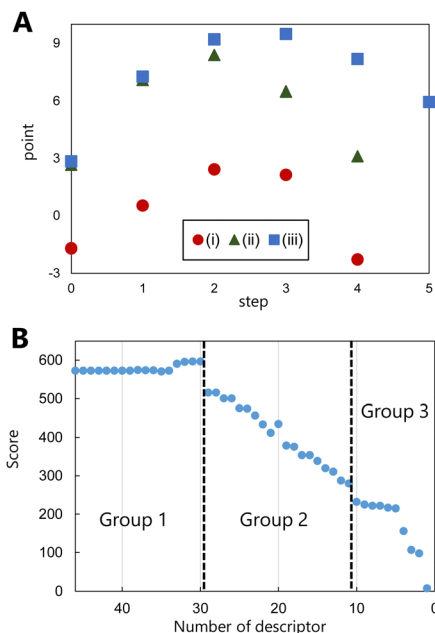 A
9
6
3
0
-3
point
(i) (ii) (iii)
0 1 2 3 4 5
step
B
600
500
400
300
200
100
0
Score
Group 1
Group 2
Group 3
40 30 20 10 0
Number of descriptor